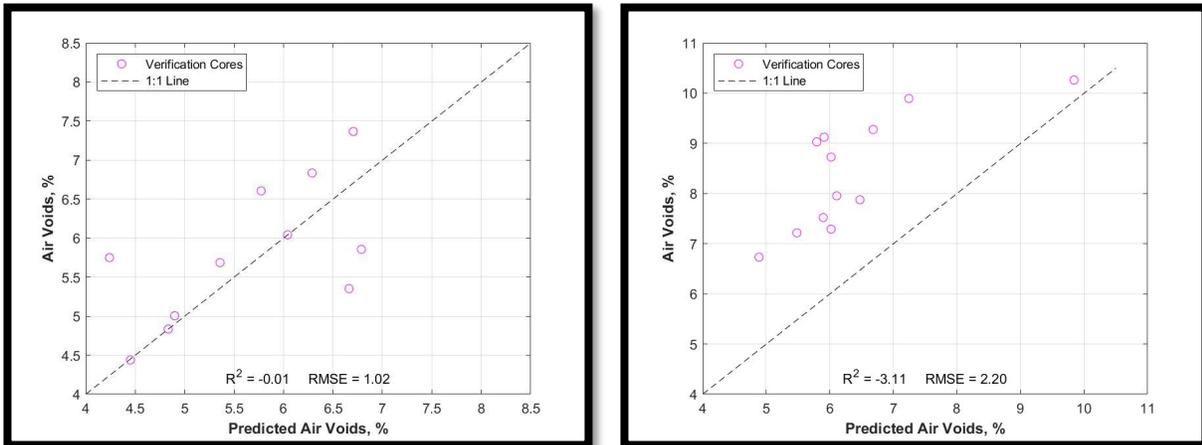 8.5
8
7.5
7
6.5
6
5.5
5
4.5
4
Air Voids, %
Verification Cores
1:1 Line
R2 = -0.01 RMSE = 1.02
4 4.5 5 5.5 6 6.5 7 7.5 8 8.5
Predicted Air Voids, %
11
10
9
8
7
6
5
4
Air Voids, %
Verification Cores
1:1 Line
R2 = -3.11 RMSE = 2.20
4 5 6 7 8 9 10 11
Predicted Air Voids, %